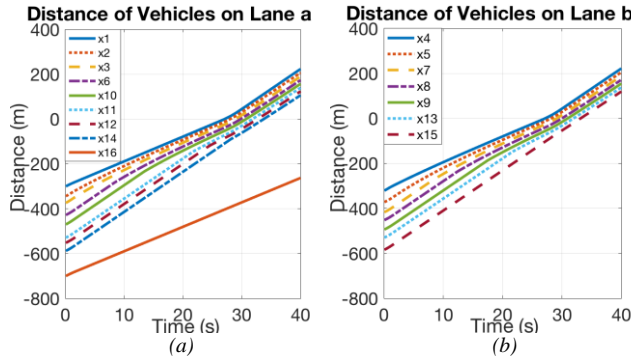 Distance of Vehicles on Lane a
400
200
0
-200
-400
-600
-800
Distance (m)
x1
x2
x3
x6
x10
x11
x12
x14
x16
0 10 20 30 40
Time (s)
(a)
Distance of Vehicles on Lane b
400
200
0
-200
-400
-600
-800
Distance (m)
x4
x5
x7
x8
x9
x13
x15
0 10 20 30 40
Time (s)
(b)